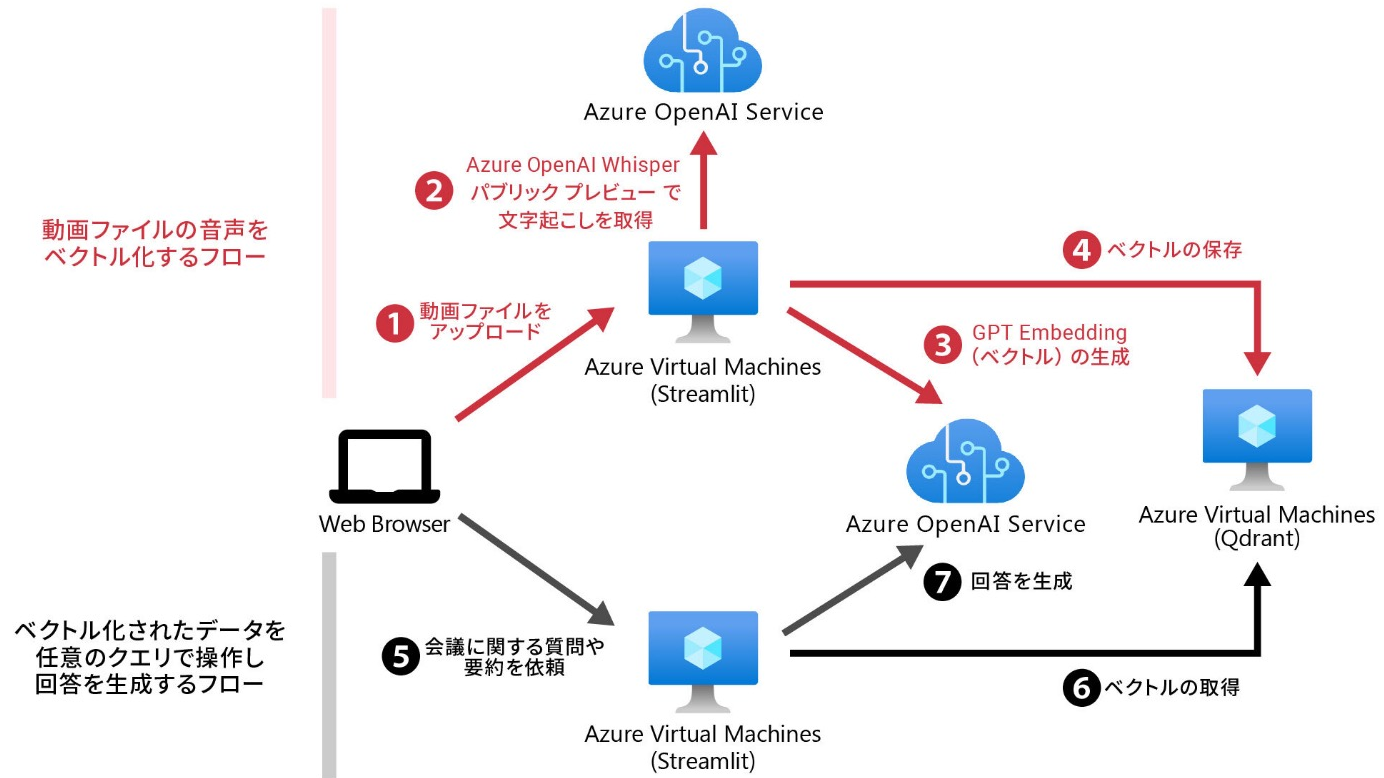 Azure OpenAI Service
2
Azure OpenAI Whisper
パブリック プレビュー で
文字起こしを取得
動画ファイルの音声を
ベクトル化するフロー
4 ベクトルの保存
1 動画ファイルを
アップロード
3 GPT Embedding
（ベクトル）の生成
Azure Virtual Machines
(Streamlit)
Web Browser
Azure OpenAI Service
Azure Virtual Machines
(Qdrant)
7 回答を生成
ベクトル化されたデータを
任意のクエリで操作し
回答を生成するフロー
5 会議に関する質問や
要約を依頼
6 ベクトルの取得
Azure Virtual Machines
(Streamlit)